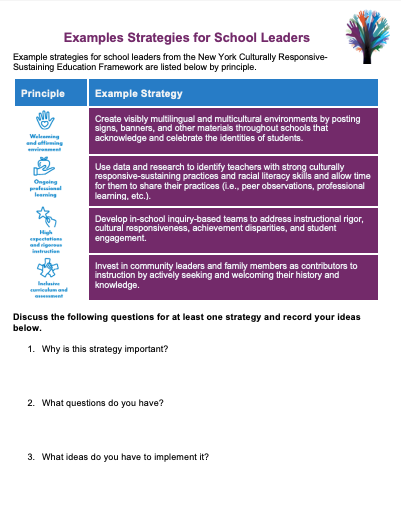 Examples Strategies for School Leaders
Example strategies for school leaders from the New York Culturally Responsive-
Sustaining Education Framework are listed below by principle.
Principle
Example Strategy
Welcoming
and affirming
environment
Create visibly multilingual and multicultural environments by posting
signs, banners, and other materials throughout schools that
acknowledge and celebrate the identities of students.
Ongoing
professional
learning
Use data and research to identify teachers with strong culturally
responsive-sustaining practices and racial literacy skills and allow time
for them to share their practices (i.e., peer observations, professional
learning, etc.).
High
expectations
and rigorous
instruction
Develop in-school inquiry-based teams to address instructional rigor,
cultural responsiveness, achievement disparities, and student
engagement.
Inclusive
curriculum and
assessment
Invest in community leaders and family members as contributors to
instruction by actively seeking and welcoming their history and
knowledge.
Discuss the following questions for at least one strategy and record your ideas
below.
1. Why is this strategy important?
2. What questions do you have?
3. What ideas do you have to implement it?